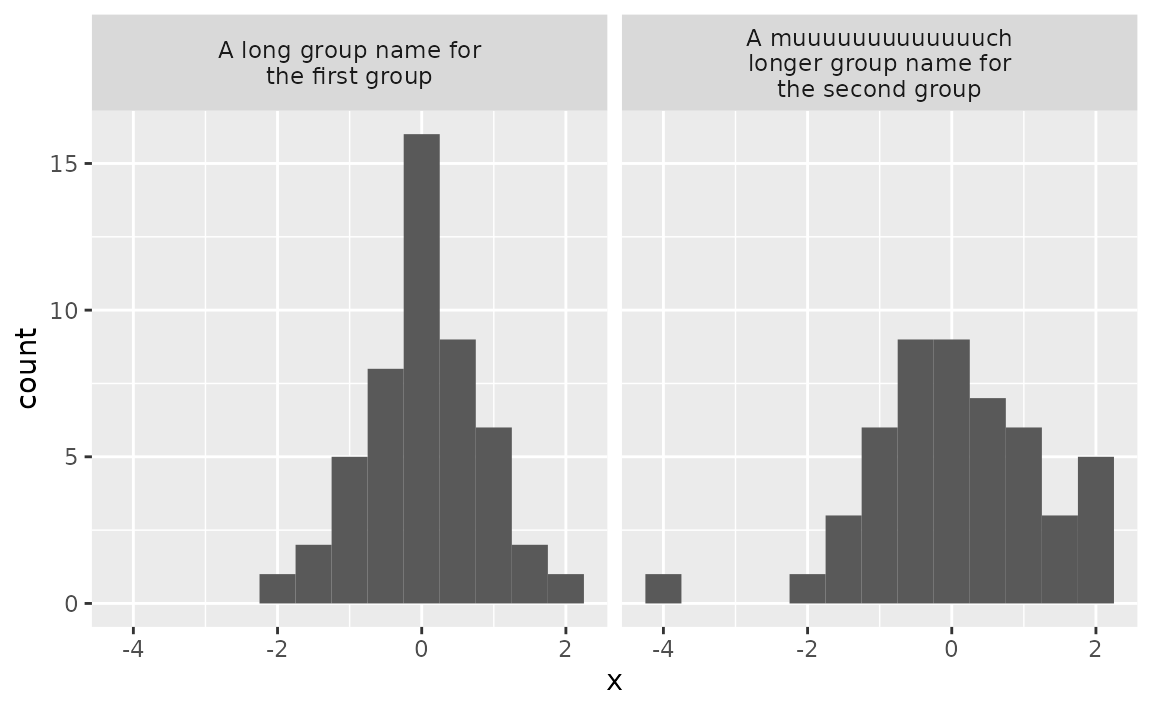 A long group name for
the first group
A muuuuuuuuuuuuuch
longer group name for
the second group
15
10
5
0
count
-4 -2 0 2
-4 -2 0 2
x